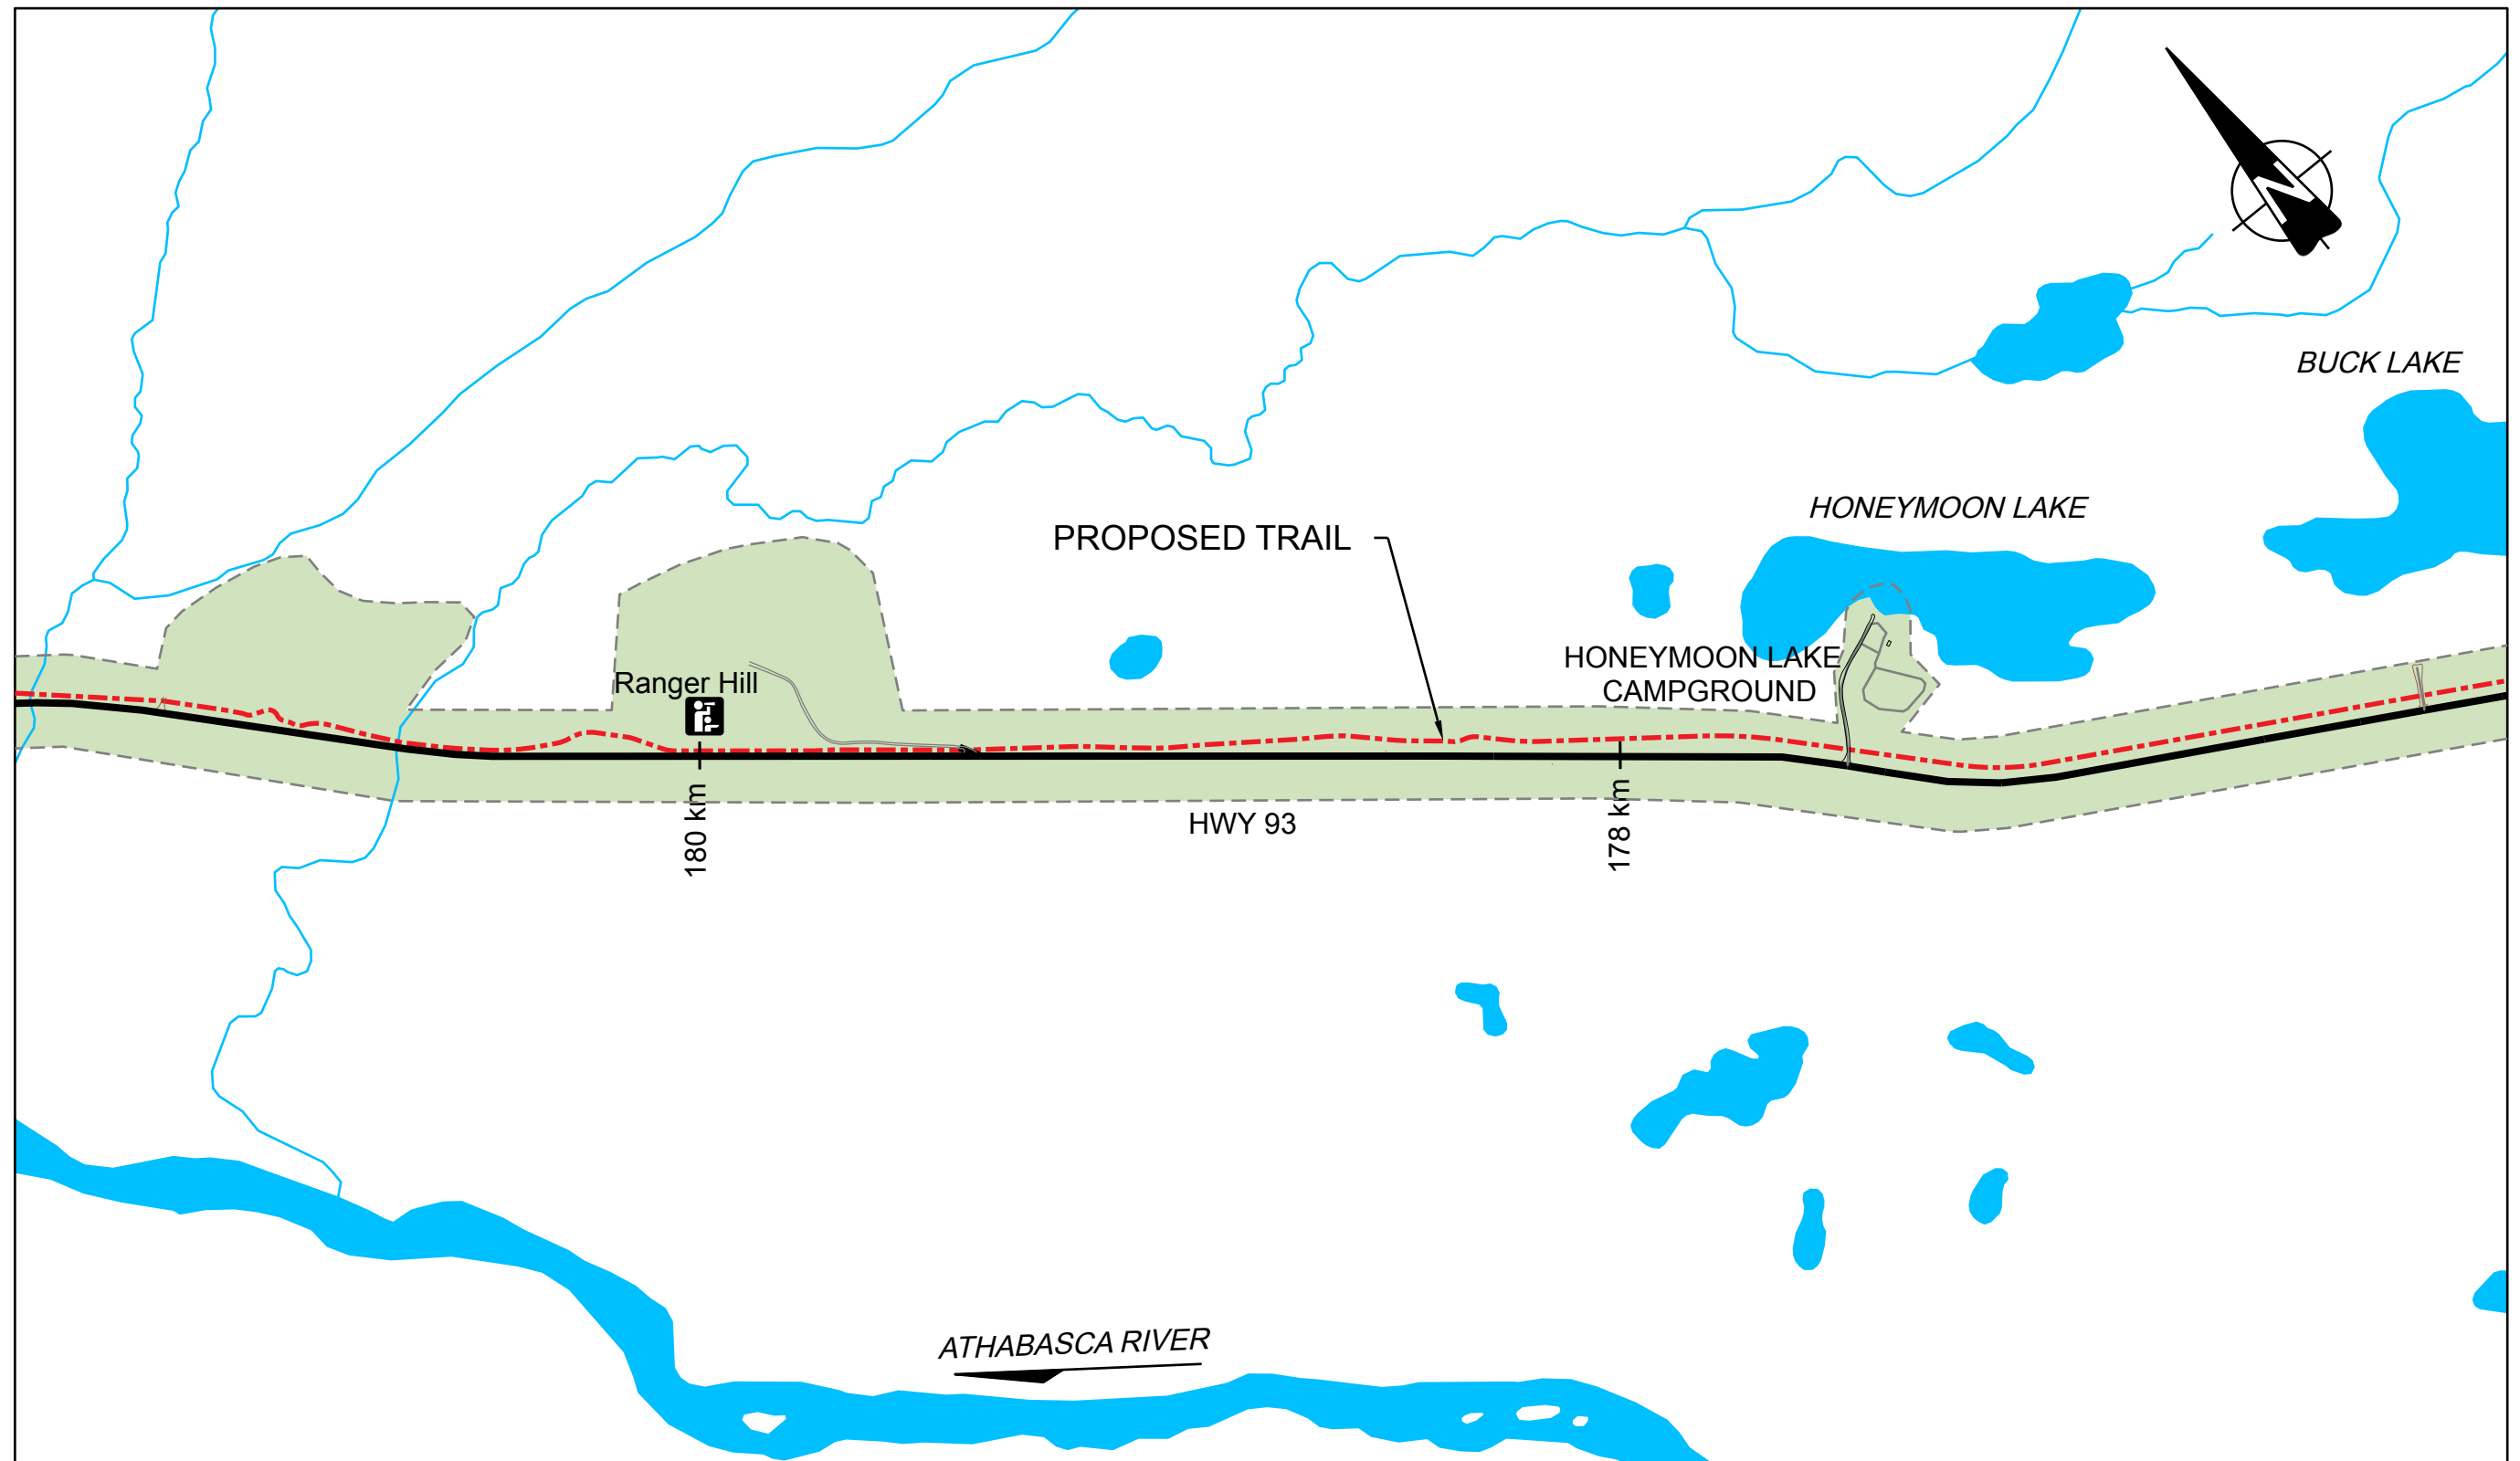 N
BUCK LAKE
HONEYMOON LAKE
PROPOSED TRAIL
HONEYMOON LAKE
CAMPGROUND
Ranger Hill
180 km
HWY 93
178 km
ATHABASCA RIVER